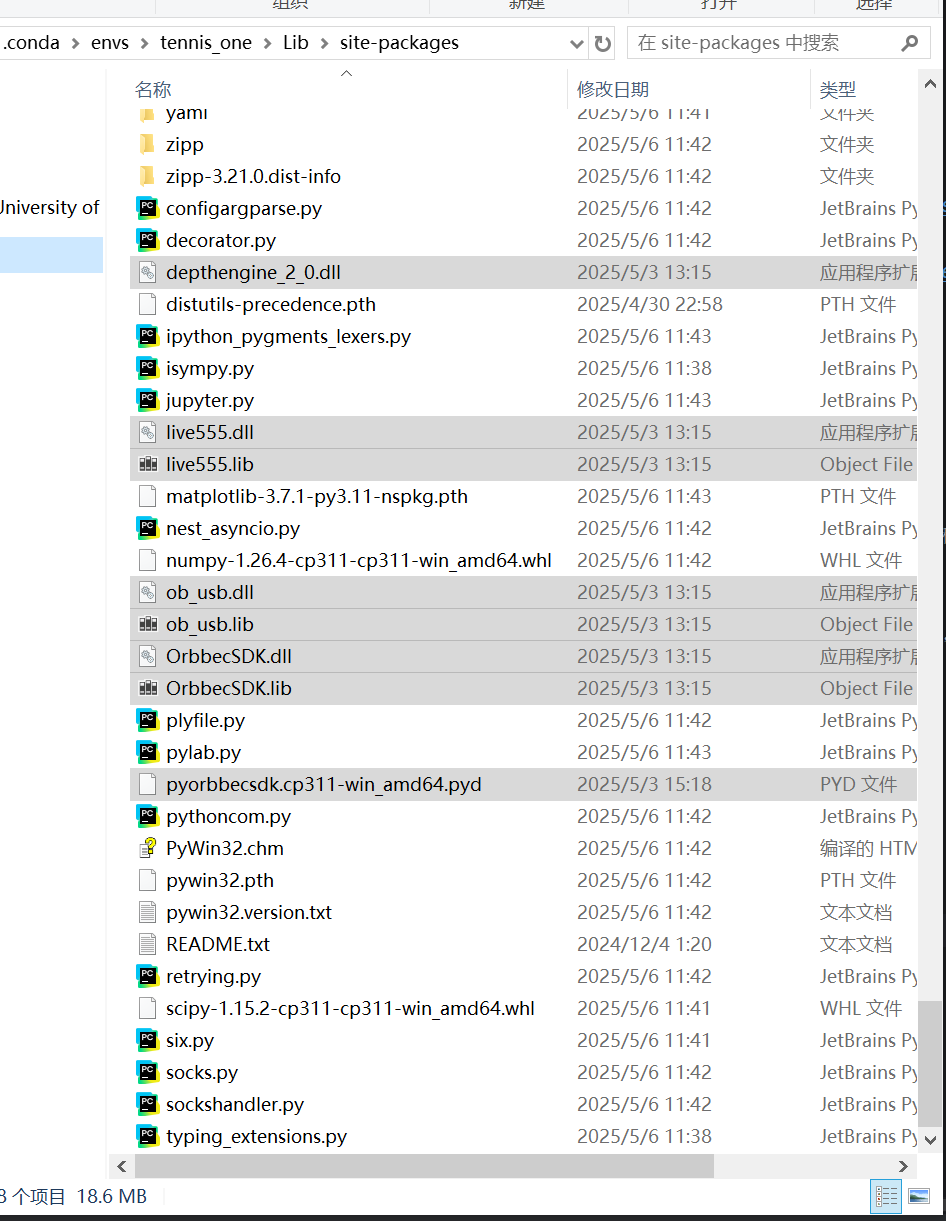 组织 新建 打开 选择
.conda > envs > tennis_one > Lib > site-packages 在 site-packages 中搜索
名称 修改日期 类型
yaml 2025/5/6 11:41 文件夹
zipp 2025/5/6 11:42 文件夹
zipp-3.21.0.dist-info 2025/5/6 11:42 文件夹
University of
configargparse.py 2025/5/6 11:42 JetBrains Py
decorator.py 2025/5/6 11:42 JetBrains Py
depthengine_2_0.dll 2025/5/3 13:15 应用程序扩展
distutils-precedence.pth 2025/4/30 22:58 PTH 文件
ipython_pygments_lexers.py 2025/5/6 11:43 JetBrains Py
isympy.py 2025/5/6 11:38 JetBrains Py
jupyter.py 2025/5/6 11:43 JetBrains Py
live555.dll 2025/5/3 13:15 应用程序扩展
live555.lib 2025/5/3 13:15 Object File
matplotlib-3.7.1-py3.11-nspkg.pth 2025/5/6 11:43 PTH 文件
nest_asyncio.py 2025/5/6 11:42 JetBrains Py
numpy-1.26.4-cp311-cp311-win_amd64.whl 2025/5/6 11:42 WHL 文件
ob_usb.dll 2025/5/3 13:15 应用程序扩展
ob_usb.lib 2025/5/3 13:15 Object File
OrbbecSDK.dll 2025/5/3 13:15 应用程序扩展
OrbbecSDK.lib 2025/5/3 13:15 Object File
plyfile.py 2025/5/6 11:42 JetBrains Py
pylab.py 2025/5/6 11:43 JetBrains Py
pyorbbecsdk.cp311-win_amd64.pyd 2025/5/3 15:18 PYD 文件
pythoncom.py 2025/5/6 11:42 JetBrains Py
PyWin32.chm 2025/5/6 11:42 编译的 HTM
pywin32.pth 2025/5/6 11:42 PTH 文件
pywin32.version.txt 2025/5/6 11:42 文本文档
README.txt 2024/12/4 1:20 文本文档
retrying.py 2025/5/6 11:42 JetBrains Py
scipy-1.15.2-cp311-cp311-win_amd64.whl 2025/5/6 11:41 WHL 文件
six.py 2025/5/6 11:41 JetBrains Py
socks.py 2025/5/6 11:42 JetBrains Py
sockshandler.py 2025/5/6 11:42 JetBrains Py
typing_extensions.py 2025/5/6 11:38 JetBrains Py
8 个项目 18.6 MB